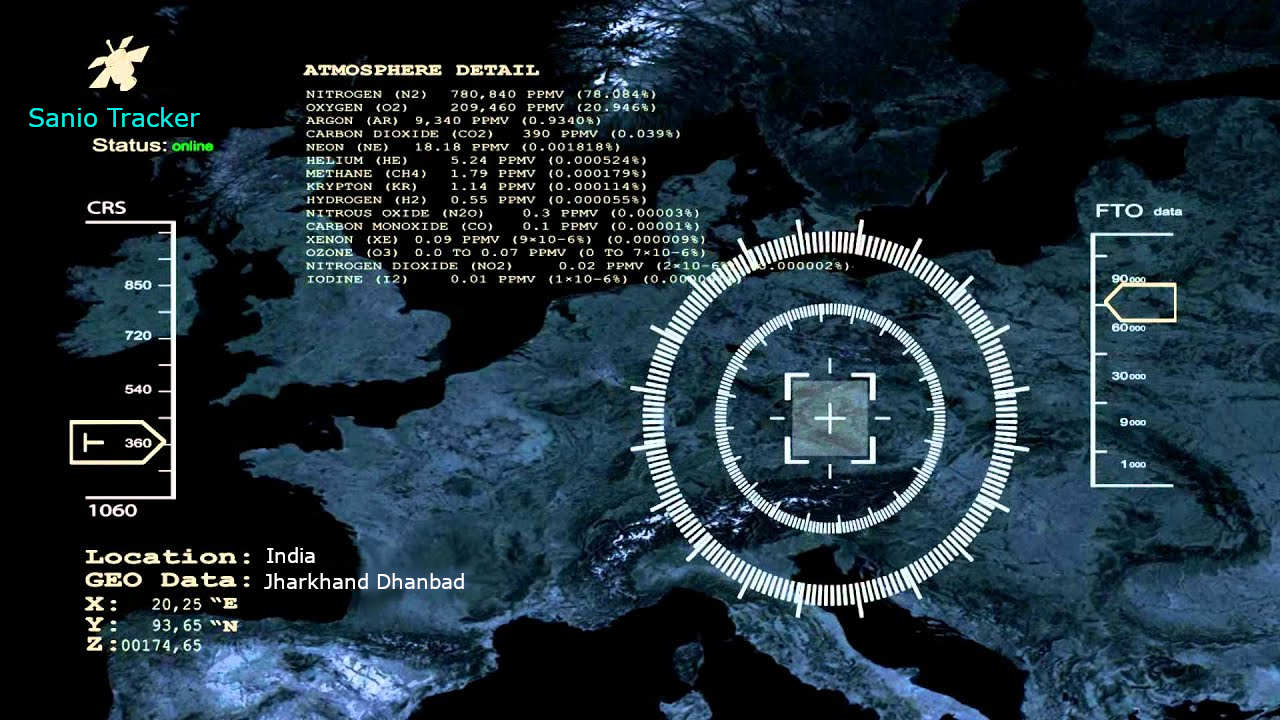 Sanio Tracker
Status: online
ATMOSPHERE DETAIL
NITROGEN (N2) 780,840 PPMV (78.084%)
OXYGEN (O2) 209,460 PPMV (20.946%)
ARGON (AR) 9,340 PPMV (0.9340%)
CARBON DIOXIDE (CO2) 390 PPMV (0.039%)
NEON (NE) 18.18 PPMV (0.001818%)
HELIUM (HE) 5.24 PPMV (0.000524%)
METHANE (CH4) 1.79 PPMV (0.000179%)
KRYPTON (KR) 1.14 PPMV (0.000114%)
HYDROGEN (H2) 0.55 PPMV (0.000055%)
NITROUS OXIDE (N2O) 0.3 PPMV (0.00003%)
CARBON MONOXIDE (CO) 0.1 PPMV (0.00001%)
XENON (XE) 0.09 PPMV (9×10-6%) (0.000009%)
OZONE (O3) 0.0 TO 0.07 PPMV (0 TO 7×10-6%)
NITROGEN DIOXIDE (NO2) 0.02 PPMV (2×10-6%) (0.000002%)
IODINE (I2) 0.01 PPMV (1×10-6%)
CRS
850
720
540
T 360
1060
FTO data
90000
60000
30000
9000
1000
Location: India
GEO Data: Jharkhand Dhanbad
X: 20,25 "E
Y: 93,65 "N
Z:00174,65